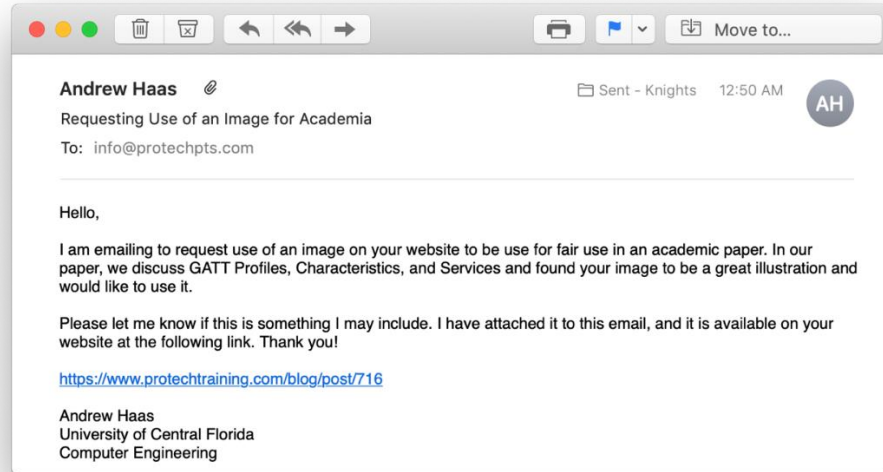 Move to...
Andrew Haas
Sent - Knights
12:50 AM
AH
Requesting Use of an Image for Academia
To: info@protechpts.com
Hello,
I am emailing to request use of an image on your website to be use for fair use in an academic paper. In our
paper, we discuss GATT Profiles, Characteristics, and Services and found your image to be a great illustration and
would like to use it.
Please let me know if this is something I may include. I have attached it to this email, and it is available on your
website at the following link. Thank you!
https://www.protechtraining.com/blog/post/716
Andrew Haas
University of Central Florida
Computer Engineering